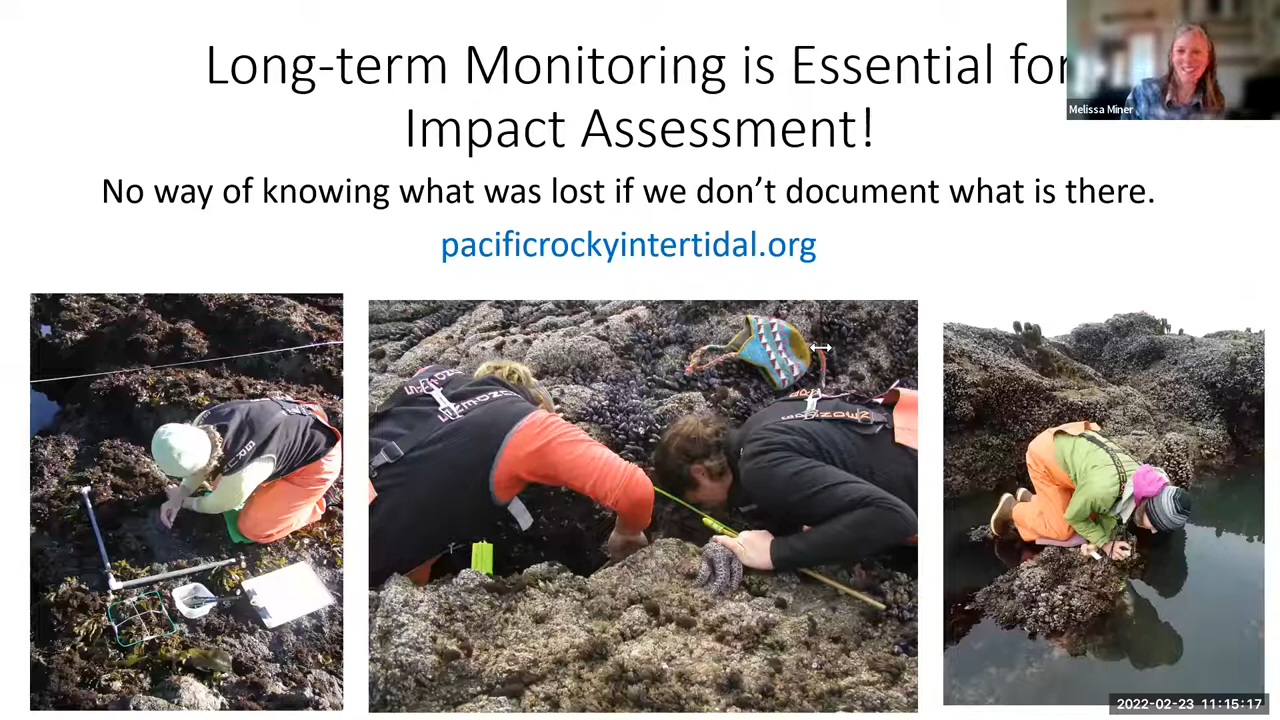 Long-term Monitoring is Essential for
Impact Assessment!
Melissa Miner
No way of knowing what was lost if we don’t document what is there.
pacificrockyintertidal.org
2022-02-23 11:15:17